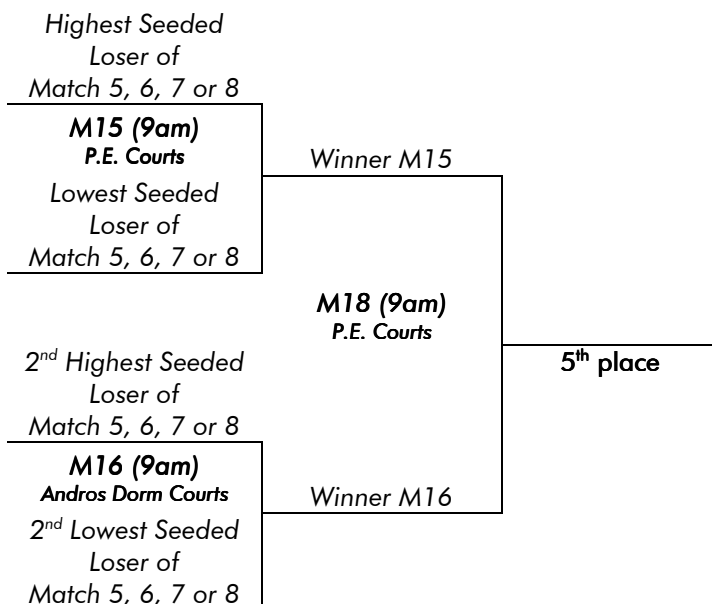 Highest Seeded
Loser of
Match 5, 6, 7 or 8
M15 (9am)
P.E. Courts
Winner M15
Lowest Seeded
Loser of
Match 5, 6, 7 or 8
M18 (9am)
P.E. Courts
2nd Highest Seeded
Loser of
Match 5, 6, 7 or 8
5th place
M16 (9am)
Andros Dorm Courts
Winner M16
2nd Lowest Seeded
Loser of
Match 5, 6, 7 or 8